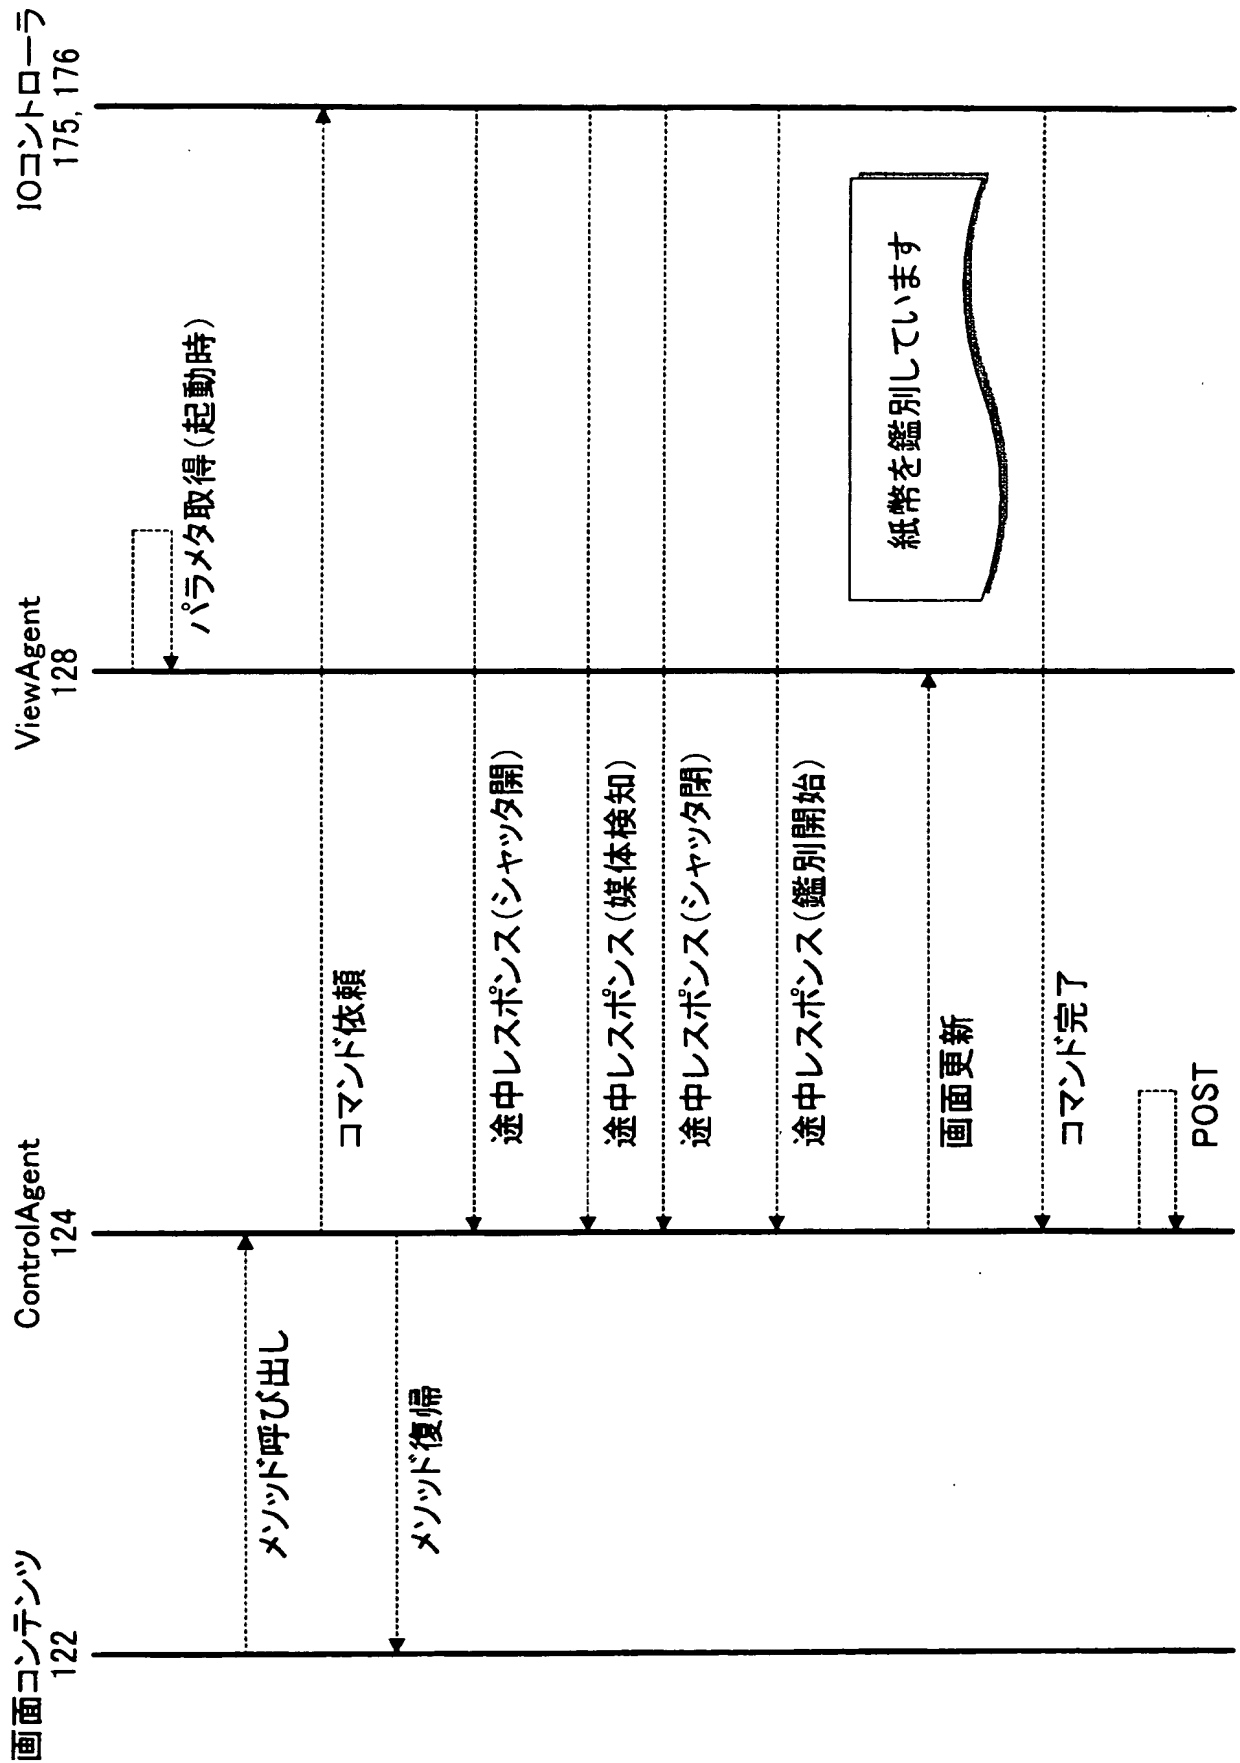 画面コンテンツ
122
ControlAgent
124
ViewAgent
128
IOコントローラ
175, 176
パラメタ取得(起動時)
メソッド呼び出し
コマンド依頼
メソッド復帰
途中レスポンス(シャッタ開)
途中レスポンス(媒体検知)
途中レスポンス(シャッタ閉)
途中レスポンス(鑑別開始)
紙幣を鑑別しています
画面更新
コマンド完了
POST